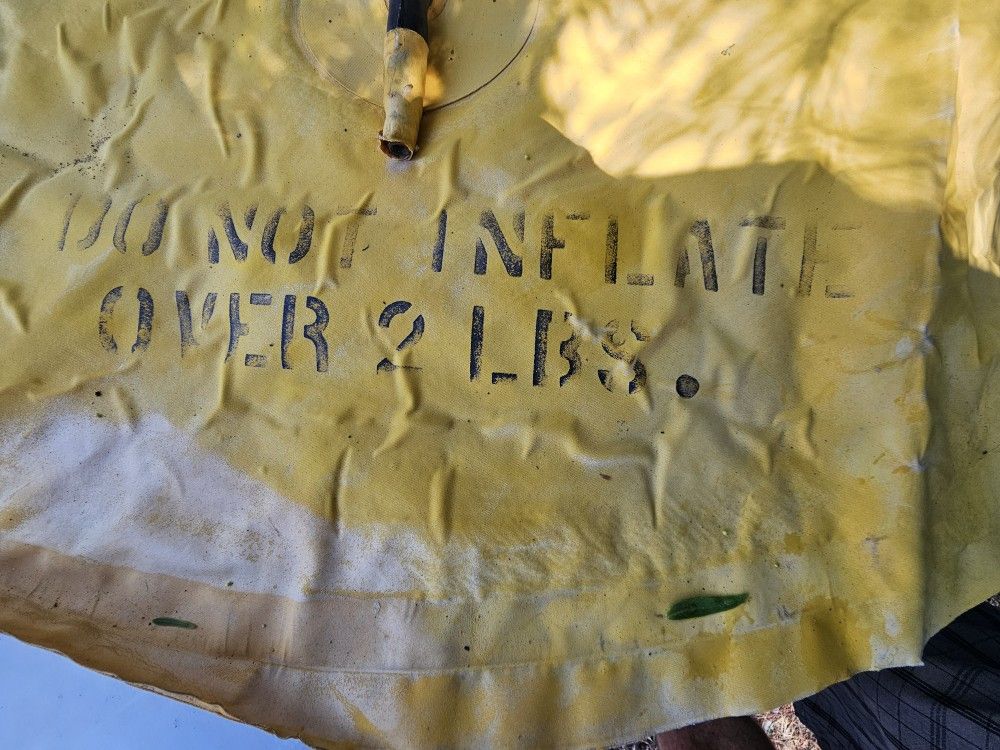 DO NOT INFLATE
OVER 2 LBS.